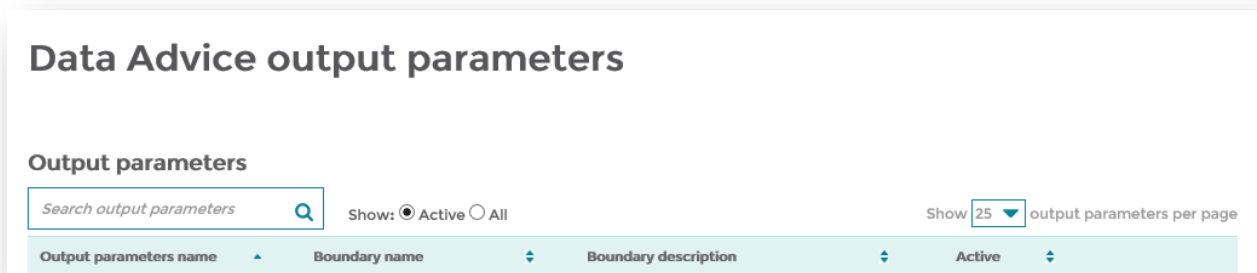 Data Advice output parameters
Output parameters
Search output parameters Show: Active All Show 25 output parameters per page
Output parameters name Boundary name Boundary description Active